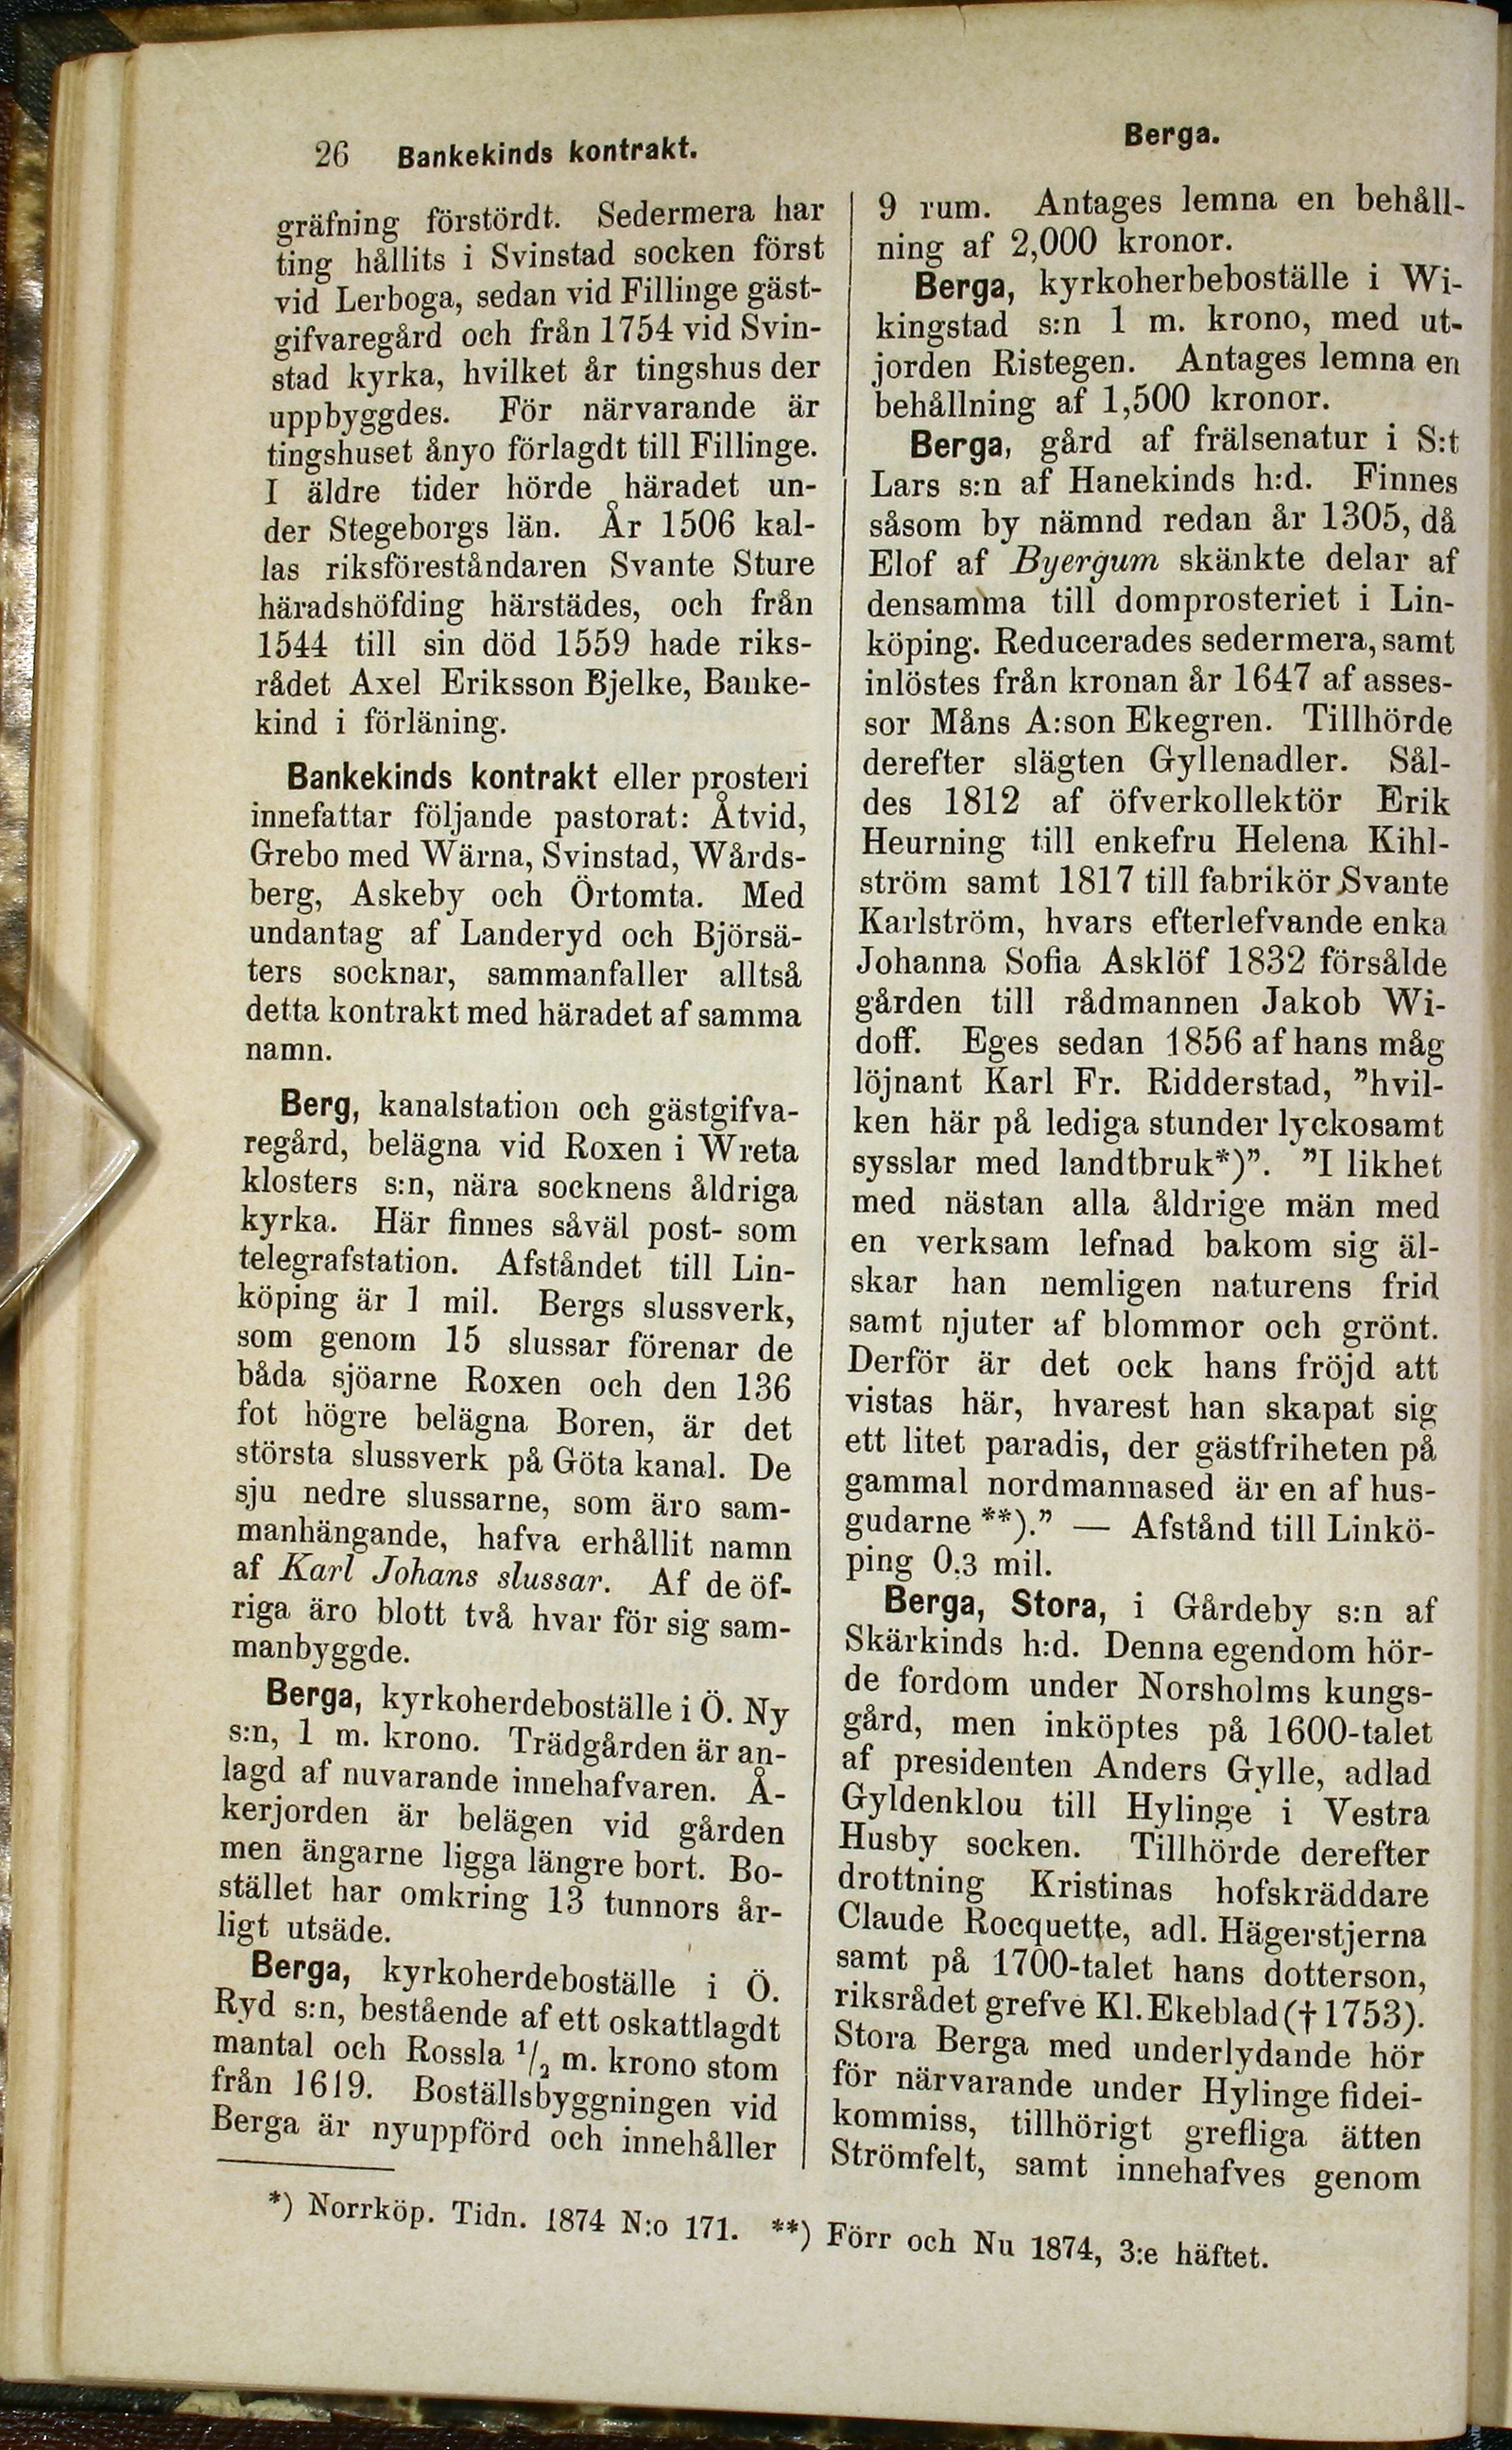 26 Bankekinds kontrakt.
Berga.
gräfning förstördt. Sedermera har
ting hållits i Svinstad socken först
vid Lerboga, sedan vid Fillinge gäst-
gifvaregård och från 1754 vid Svin-
stad kyrka, hvilket år tingshus der
uppbyggdes. För närvarande är
tingshuset ånyo förlagdt till Fillinge.
I äldre tider hörde häradet un-
der Stegeborgs län. År 1506 kal-
las riksföreståndaren Svante Sture
häradshöfding härstädes, och från
1544 till sin död 1559 hade riks-
rådet Axel Eriksson Bjelke, Banke-
kind i förläning.
Bankekinds kontrakt eller prosteri
innefattar följande pastorat: Åtvid,
Grebo med Wärna, Svinstad, Wårds-
berg, Askeby och Örtomta. Med
undantag af Landeryd och Björsä-
ters socknar, sammanfaller alltså
detta kontrakt med häradet af samma
namn.
Berg, kanalstation och gästgifva-
regård, belägna vid Roxen i Wreta
klosters s:n, nära socknens åldriga
kyrka. Här finnes såväl post- som
telegrafstation. Afståndet till Lin-
köping är 1 mil. Bergs slussverk,
som genom 15 slussar förenar de
båda sjöarne Roxen och den 136
fot högre belägna Boren, är det
största slussverk på Göta kanal. De
sju nedre slussarne, som äro sam-
manhängande, hafva erhållit namn
af Karl Johans slussar. Af de öf-
riga äro blott två hvar för sig sam-
manbyggde.
Berga, kyrkoherdeboställe i Ö. Ny
s:n, 1 m. krono. Trädgården är an-
lagd af nuvarande innehafvaren. Å-
kerjorden är belägen vid gården
men ängarne ligga längre bort. Bo-
stället har omkring 13 tunnors år-
ligt utsäde.
Berga, kyrkoherdeboställe i Ö.
Ryd s:n, bestående af ett oskattlagdt
mantal och Rossla 1/2 m. krono stom
från 1619. Boställsbyggningen vid
Berga är nyuppförd och innehåller
9 rum. Antages lemna en behåll-
ning af 2,000 kronor.
Berga, kyrkoherbeboställe i Wi-
kingstad s:n 1 m. krono, med ut-
jorden Ristegen. Antages lemna en
behållning af 1,500 kronor.
Berga, gård af frälsenatur i S:t
Lars s:n af Hanekinds h:d. Finnes
såsom by nämnd redan år 1305, då
Elof af Byergum skänkte delar af
densamma till domprosteriet i Lin-
köping. Reducerades sedermera, samt
inlöstes från kronan år 1647 af asses-
sor Måns A:son Ekegren. Tillhörde
derefter slägten Gyllenadler. Sål-
des 1812 af öfverkollektör Erik
Heurning till enkefru Helena Kihl-
ström samt 1817 till fabrikör Svante
Karlström, hvars efterlefvande enka
Johanna Sofia Asklöf 1832 försålde
gården till rådmannen Jakob Wi-
doff. Eges sedan 1856 af hans måg
löjnant Karl Fr. Ridderstad, ”hvil-
ken här på lediga stunder lyckosamt
sysslar med landtbruk*)”. ”I likhet
med nästan alla åldrige män med
en verksam lefnad bakom sig äl-
skar han nemligen naturens frid
samt njuter af blommor och grönt.
Derför är det ock hans fröjd att
vistas här, hvarest han skapat sig
ett litet paradis, der gästfriheten på
gammal nordmannased är en af hus-
gudarne **).” — Afstånd till Linkö-
ping 0,3 mil.
Berga, Stora, i Gårdeby s:n af
Skärkinds h:d. Denna egendom hör-
de fordom under Norsholms kungs-
gård, men inköptes på 1600-talet
af presidenten Anders Gylle, adlad
Gyldenklou till Hylinge i Vestra
Husby socken. Tillhörde derefter
drottning Kristinas hofskräddare
Claude Rocquette, adl. Hägerstjerna
samt på 1700-talet hans dotterson,
riksrådet grefve Kl. Ekeblad († 1753).
Stora Berga med underlydande hör
för närvarande under Hylinge fidei-
kommiss, tillhörigt grefliga ätten
Strömfelt, samt innehafves genom
*) Norrköp. Tidn. 1874 N:o 171. **) Förr och Nu 1874, 3:e häftet.